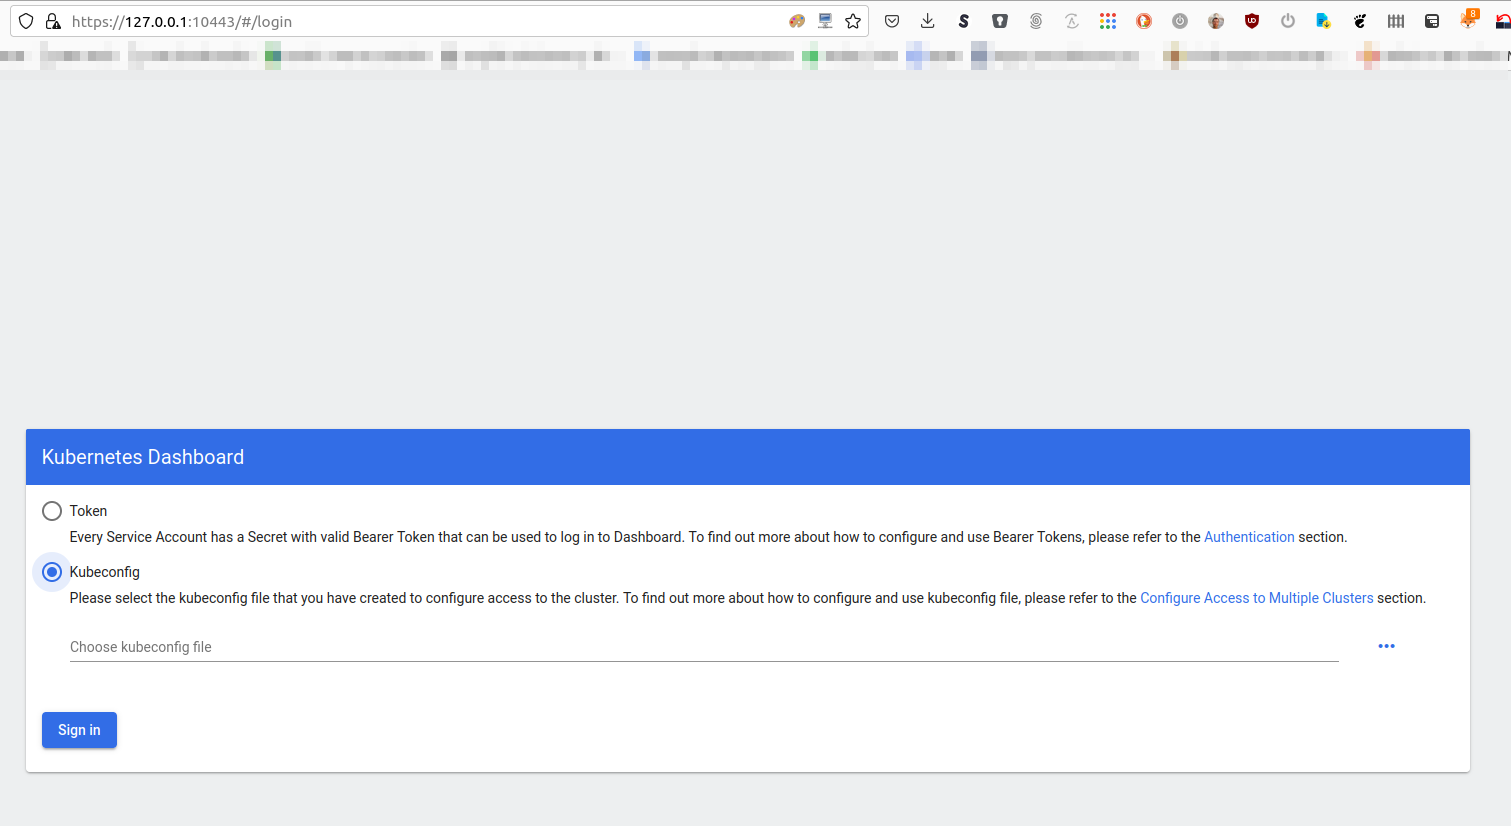 https://127.0.0.1:10443/#/login
8
Kubernetes Dashboard
Token
Every Service Account has a Secret with valid Bearer Token that can be used to log in to Dashboard. To find out more about how to configure and use Bearer Tokens, please refer to the Authentication section.
Kubeconfig
Please select the kubeconfig file that you have created to configure access to the cluster. To find out more about how to configure and use kubeconfig file, please refer to the Configure Access to Multiple Clusters section.
Choose kubeconfig file
Sign in